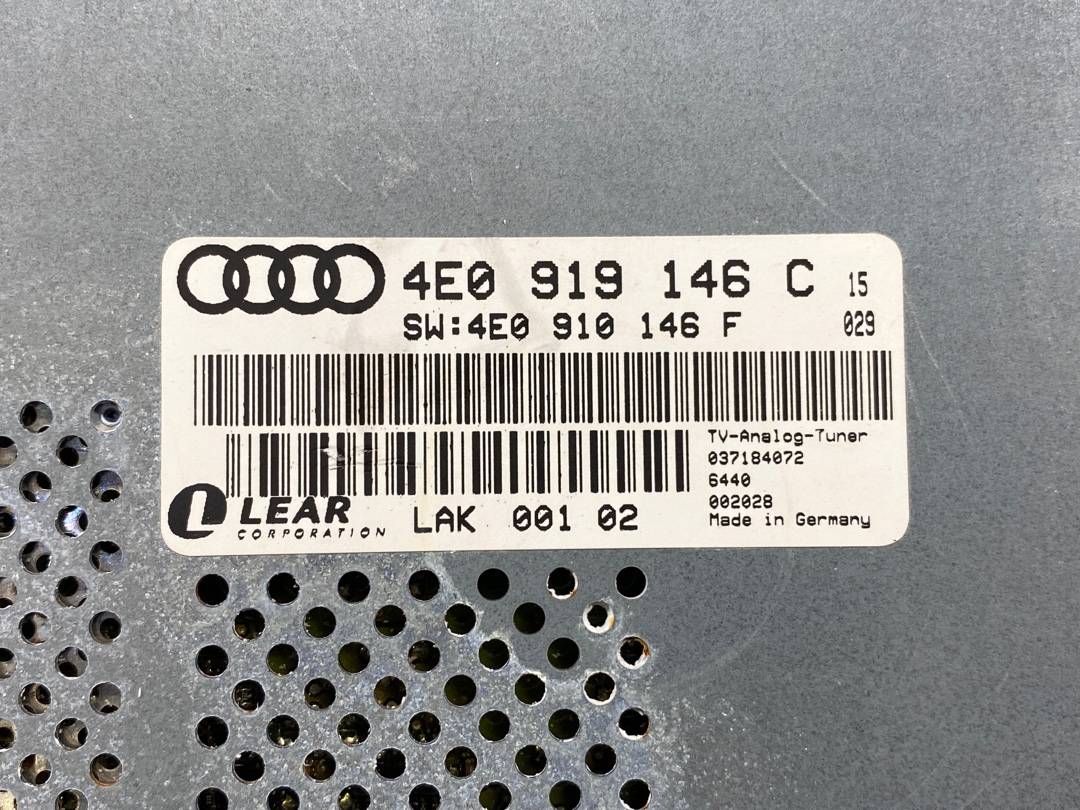 4E0 919 146 C 15
SW:4E0 910 146 F 029
TV-Analog-Tuner
037184072
6440
002028
Made in Germany
LEAR
CORPORATION
LAK 001 02